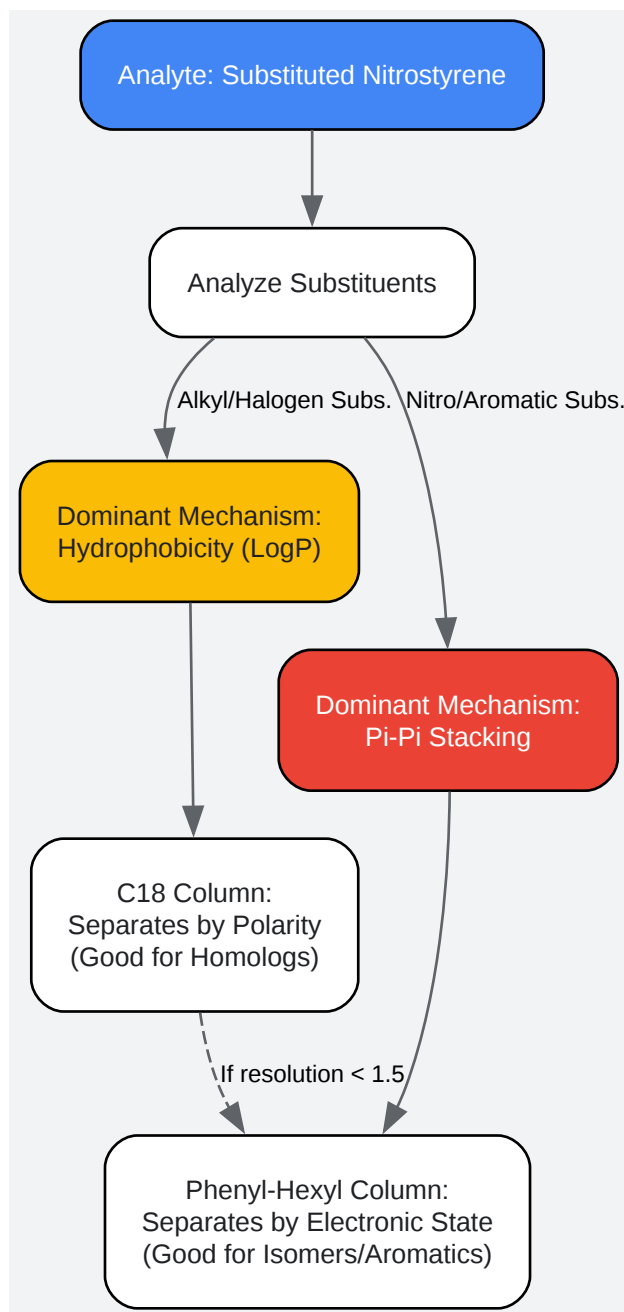 Analyte: Substituted Nitrostyrene
Analyze Substituents
Alkyl/Halogen Subs.
Nitro/Aromatic Subs.
Dominant Mechanism:
Hydrophobicity (LogP)
Dominant Mechanism:
Pi-Pi Stacking
C18 Column:
Separates by Polarity
(Good for Homologs)
If resolution < 1.5
Phenyl-Hexyl Column:
Separates by Electronic State
(Good for Isomers/Aromatics)